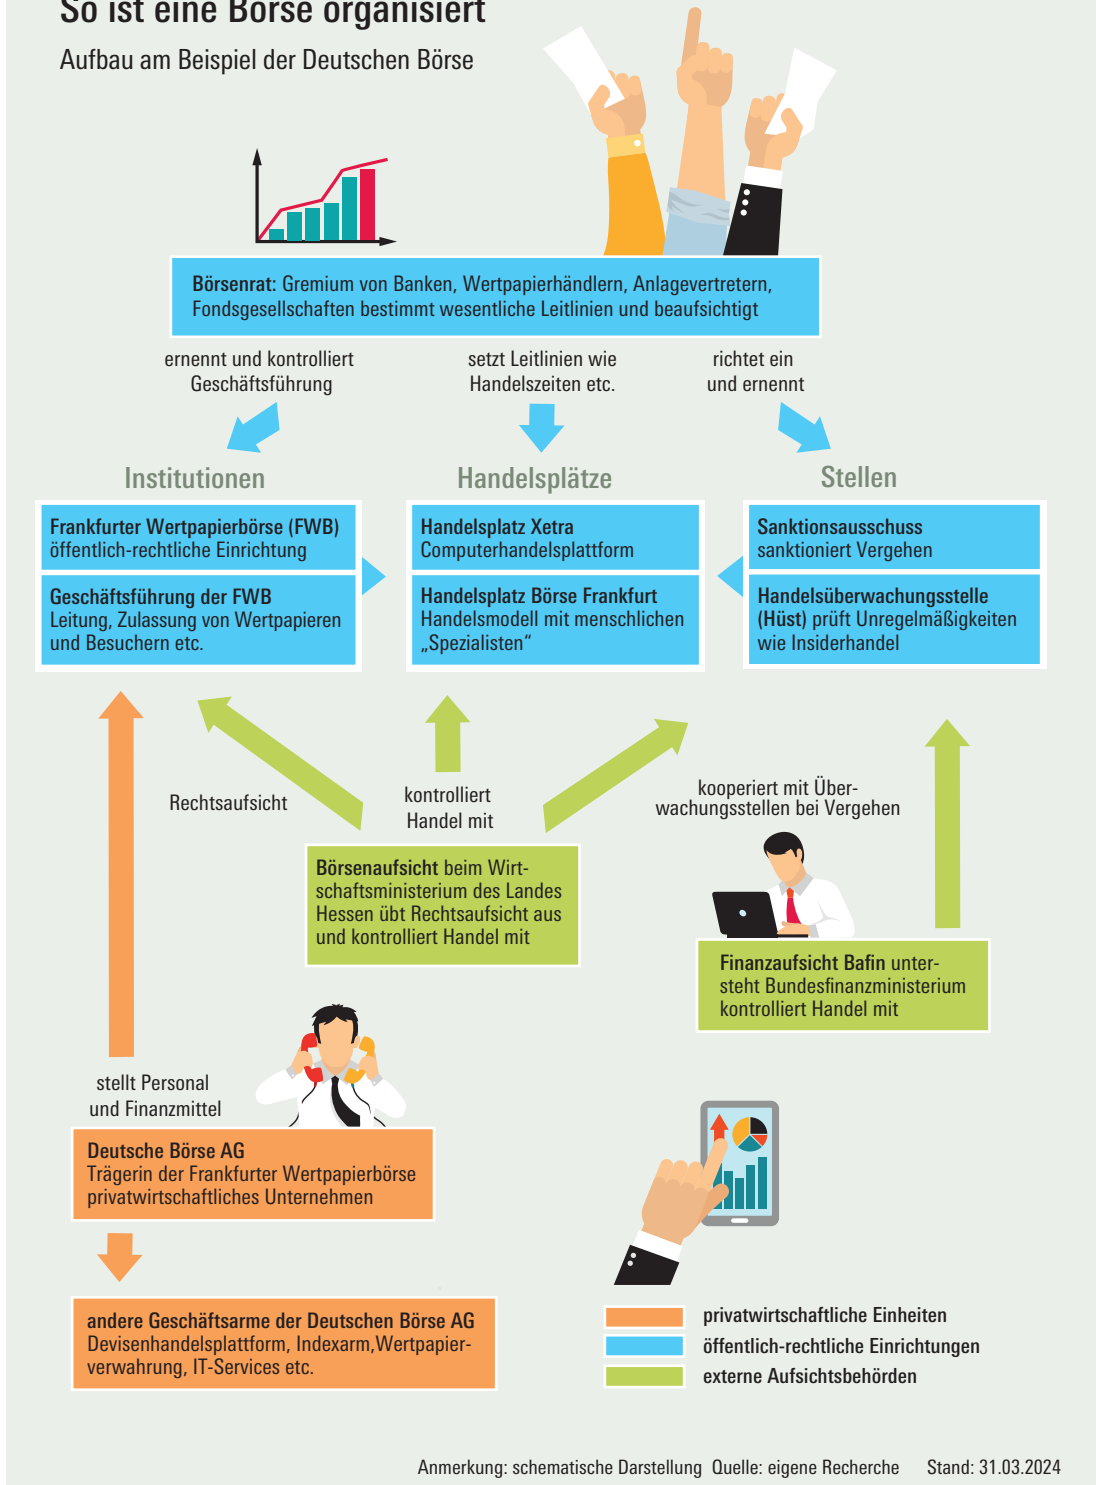 So ist eine Börse organisiert
Aufbau am Beispiel der Deutschen Börse
Börsenrat: Gremium von Banken, Wertpapierhändlern, Anlagevertretern,
Fondsgesellschaften bestimmt wesentliche Leitlinien und beaufsichtigt
ernennt und kontrolliert
Geschäftsführung
setzt Leitlinien wie
Handelszeiten etc.
richtet ein
und ernennt
Institutionen
Frankfurter Wertpapierbörse (FWB)
öffentlich-rechtliche Einrichtung
Geschäftsführung der FWB
Leitung, Zulassung von Wertpapieren
und Besuchern etc.
Handelsplätze
Handelsplatz Xetra
Computerhandelsplattform
Handelsplatz Börse Frankfurt
Handelsmodell mit menschlichen
„Spezialisten“
Stellen
Sanktionsausschuss
sanktioniert Vergehen
Handelsüberwachungsstelle
(Hüst) prüft Unregelmäßigkeiten
wie Insiderhandel
Rechtsaufsicht
kontrolliert
Handel mit
kooperiert mit Über-
wachungsstellen bei Vergehen
Börsenaufsicht beim Wirt-
schaftsministerium des Landes
Hessen übt Rechtsaufsicht aus
und kontrolliert Handel mit
Finanzaufsicht Bafin unter-
steht Bundesfinanzministerium
kontrolliert Handel mit
stellt Personal
und Finanzmittel
Deutsche Börse AG
Trägerin der Frankfurter Wertpapierbörse
privatwirtschaftliches Unternehmen
andere Geschäftsarme der Deutschen Börse AG
Devisenhandelsplattform, Indexarm,Wertpapier-
verwahrung, IT-Services etc.
privatwirtschaftliche Einheiten
öffentlich-rechtliche Einrichtungen
externe Aufsichtsbehörden
Anmerkung: schematische Darstellung Quelle: eigene Recherche Stand: 31.03.2024